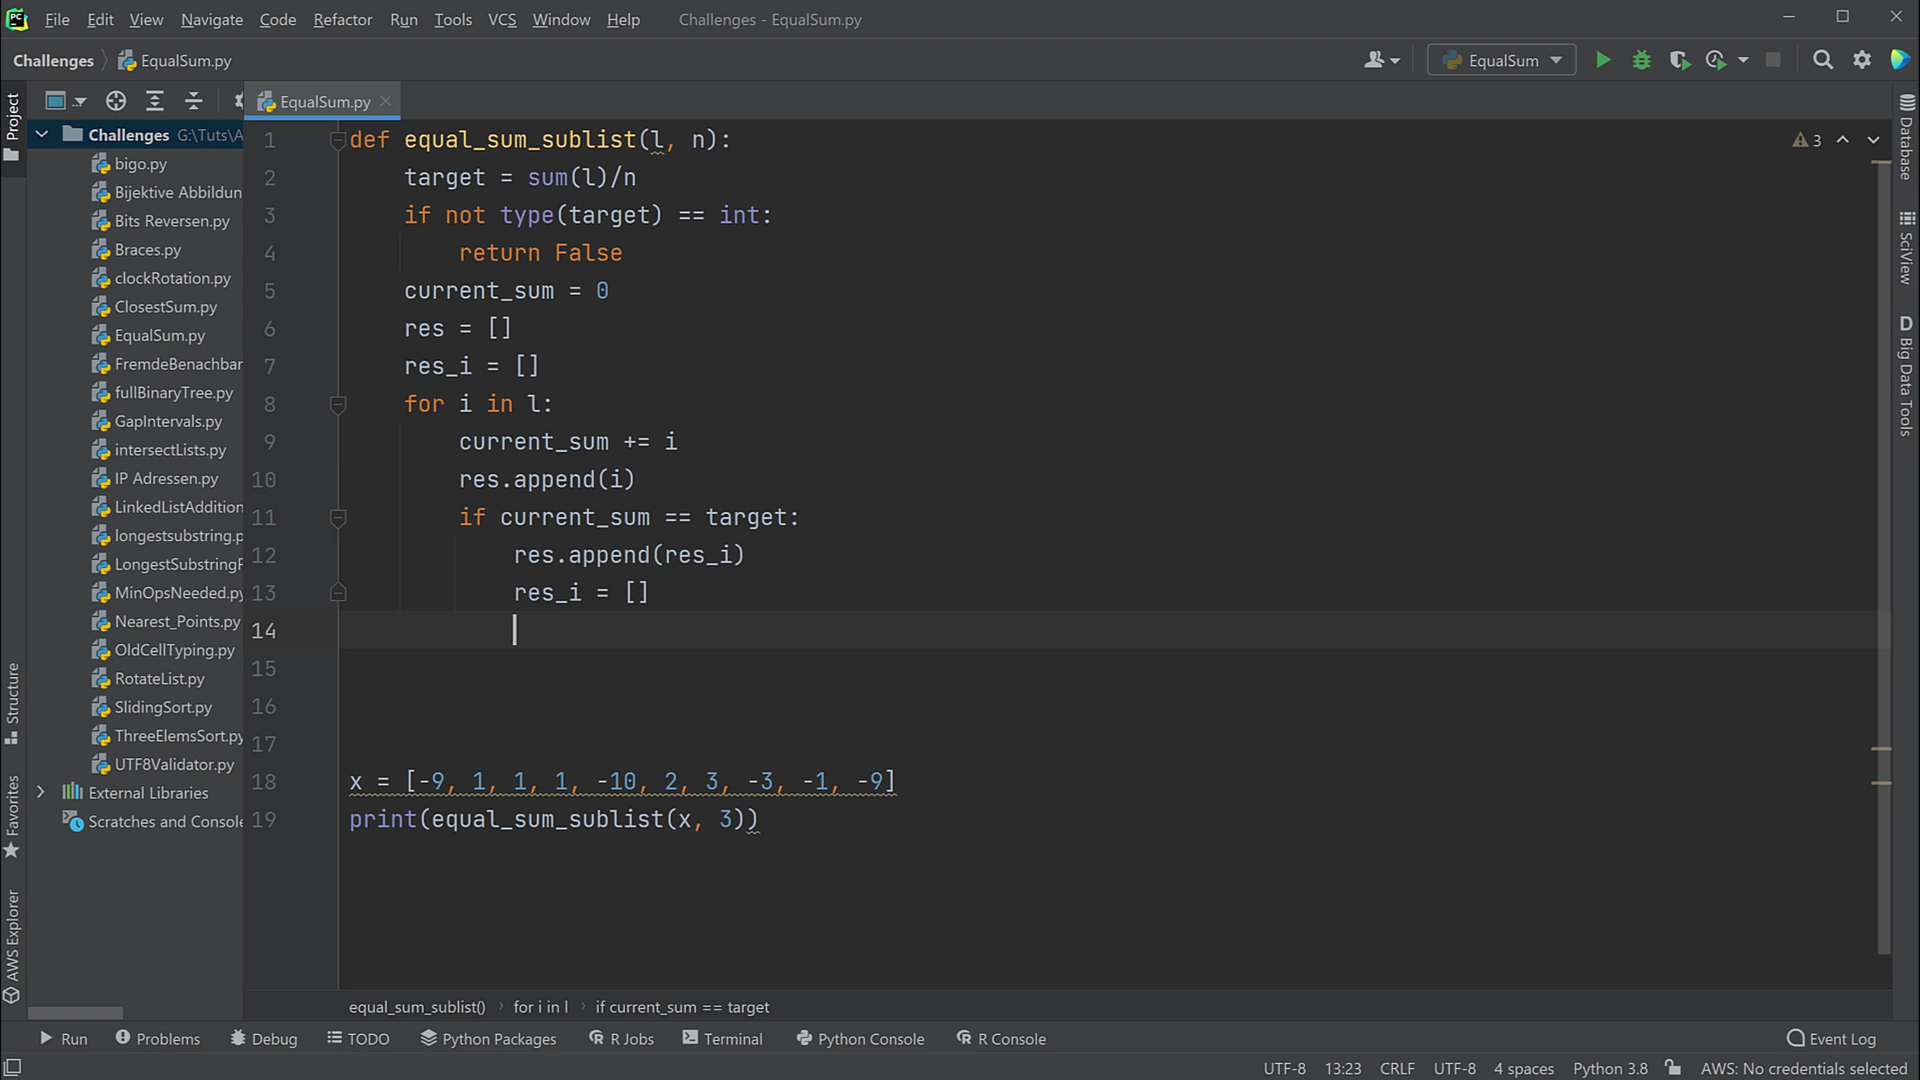 PC File Edit View Navigate Code Refactor Run Tools VCS Window Help Challenges - EqualSum.py
Challenges EqualSum.py EqualSum
Project
EqualSum.py
Challenges G:\Tuts\A
bigo.py
Bijektive Abbildun
Bits Reversen.py
Braces.py
clockRotation.py
ClosestSum.py
EqualSum.py
FremdeBenachbar
fullBinaryTree.py
GapIntervals.py
intersectLists.py
IP Adressen.py
LinkedListAddition
longestsubstring.p
LongestSubstringF
MinOpsNeeded.py
Nearest_Points.py
OldCellTyping.py
RotateList.py
SlidingSort.py
ThreeElemsSort.py
UTF8Validator.py
External Libraries
Scratches and Console
Structure
Favorites
AWS Explorer
1 def equal_sum_sublist(l, n):
2 target = sum(l)/n
3 if not type(target) == int:
4 return False
5 current_sum = 0
6 res = []
7 res_i = []
8 for i in l:
9 current_sum += i
10 res.append(i)
11 if current_sum == target:
12 res.append(res_i)
13 res_i = []
14
15
16
17
18 x = [-9, 1, 1, 1, -10, 2, 3, -3, -1, -9]
19 print(equal_sum_sublist(x, 3))
3
Database
SciView
D Big Data Tools
equal_sum_sublist() for i in l if current_sum == target
Run Problems Debug TODO Python Packages R Jobs Terminal Python Console R Console Event Log
UTF-8 13:23 CRLF UTF-8 4 spaces Python 3.8 AWS: No credentials selected